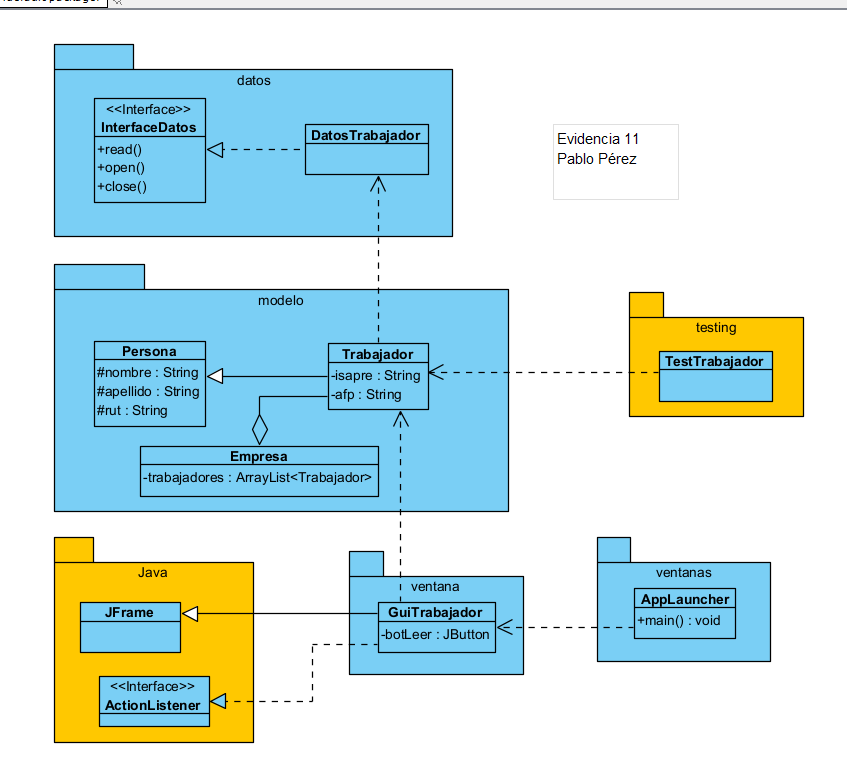 datos
<<Interface>>
InterfaceDatos
+read()
+open()
+close()
DatosTrabajador
Evidencia 11
Pablo Pérez
modelo
Persona
#nombre : String
#apellido : String
#rut : String
Trabajador
-isapre : String
-afp : String
Empresa
-trabajadores : ArrayList<Trabajador>
testing
TestTrabajador
Java
JFrame
<<Interface>>
ActionListener
ventana
GuiTrabajador
-botLeer : JButton
ventanas
AppLauncher
+main() : void